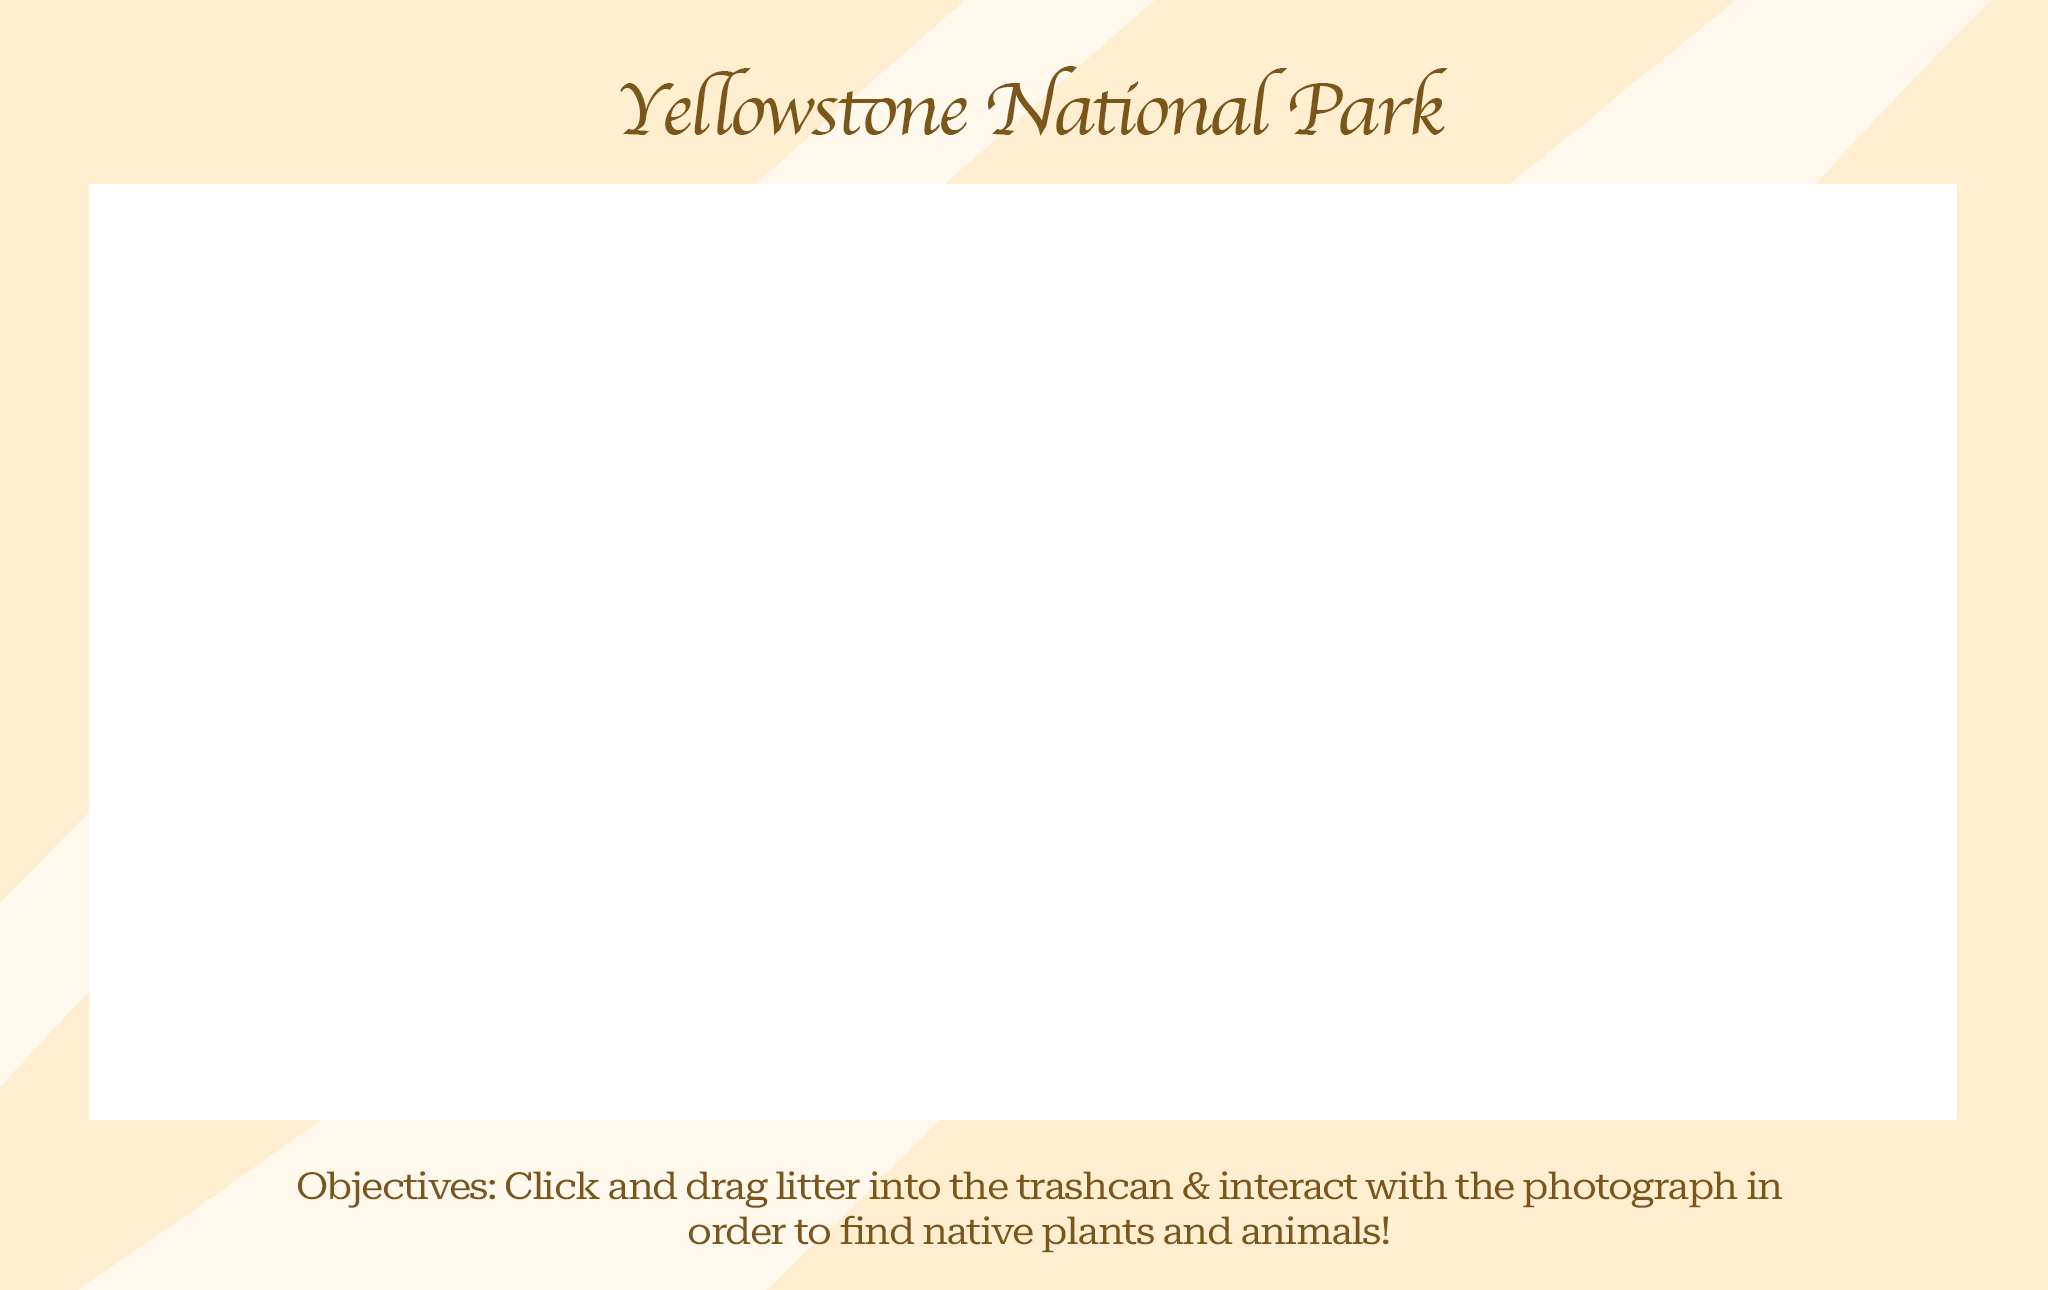 Yellowstone National Park
Objectives: Click and drag litter into the trashcan & interact with the photograph in
order to find native plants and animals!